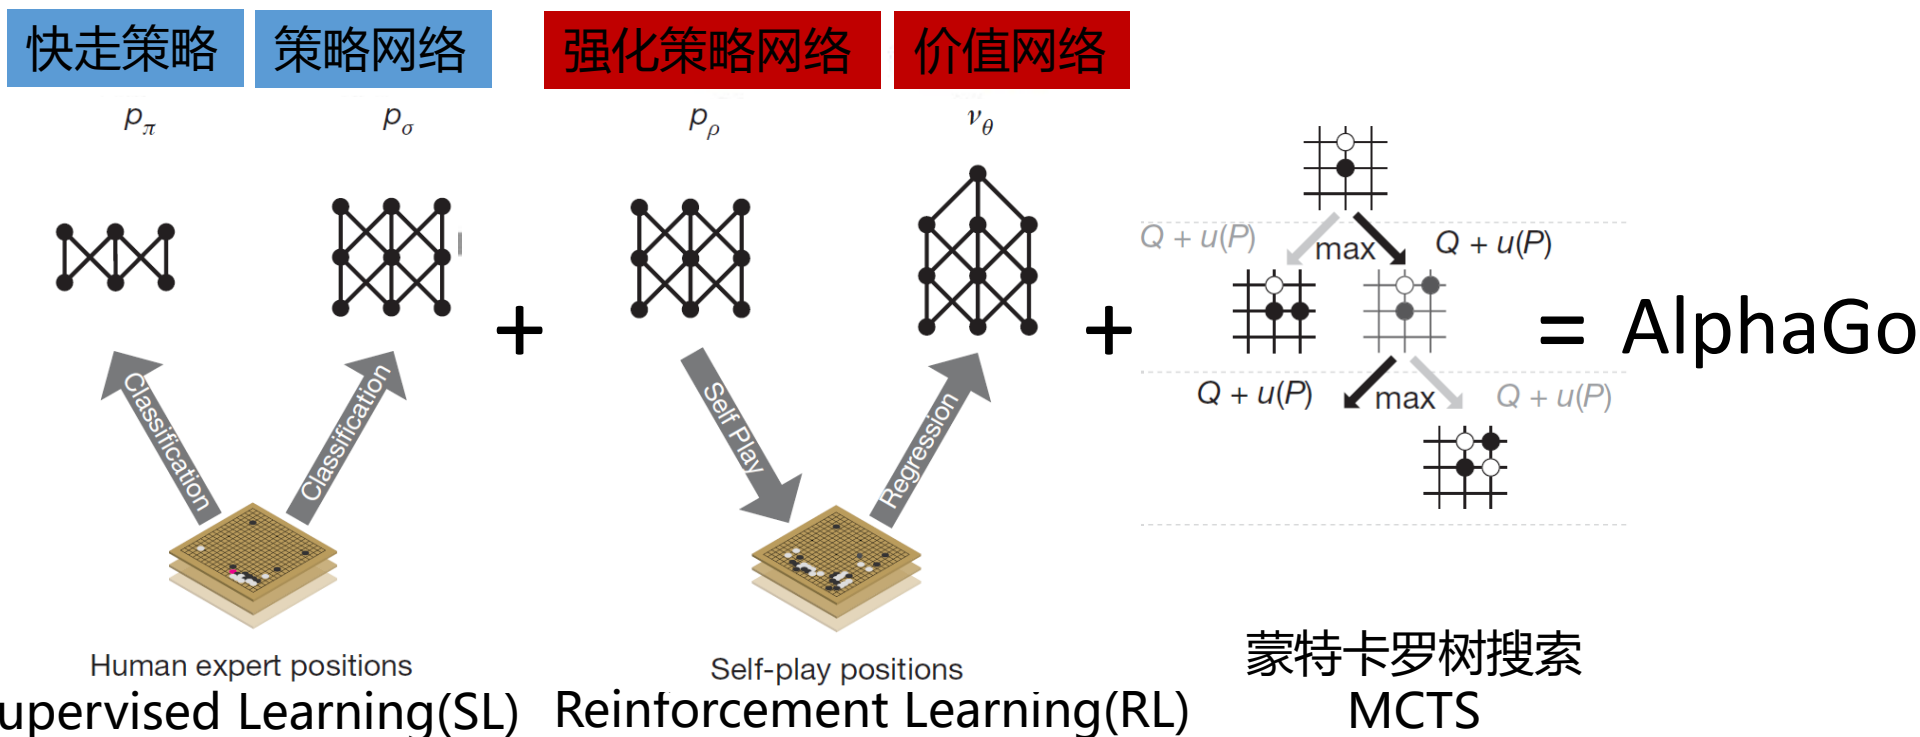 快走策略
策略网络
强化策略网络
价值网络
pπ
pσ
pρ
νθ
Q + u(P)
max
Q + u(P)
+
+
= AlphaGo
Classification
Classification
Self Play
Regression
Q + u(P)
max
Q + u(P)
Human expert positions
Self-play positions
蒙特卡罗树搜索
upervised Learning(SL)
Reinforcement Learning(RL)
MCTS